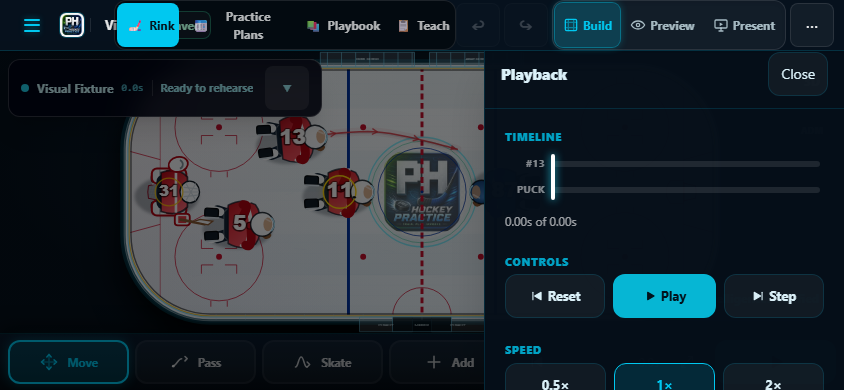 PH
Vi
Rink
ve
Practice
Plans
Playbook
Teach
Build
Preview
Present
...
Visual Fixture 0.0s Ready to rehearse
Playback
Close
TIMELINE
#13
PUCK
0.00s of 0.00s
CONTROLS
Reset
Play
Step
SPEED
0.5×
1×
2×
13
31
11
5
PH
HOCKEY
PRACTICE
Move
Pass
Skate
Add